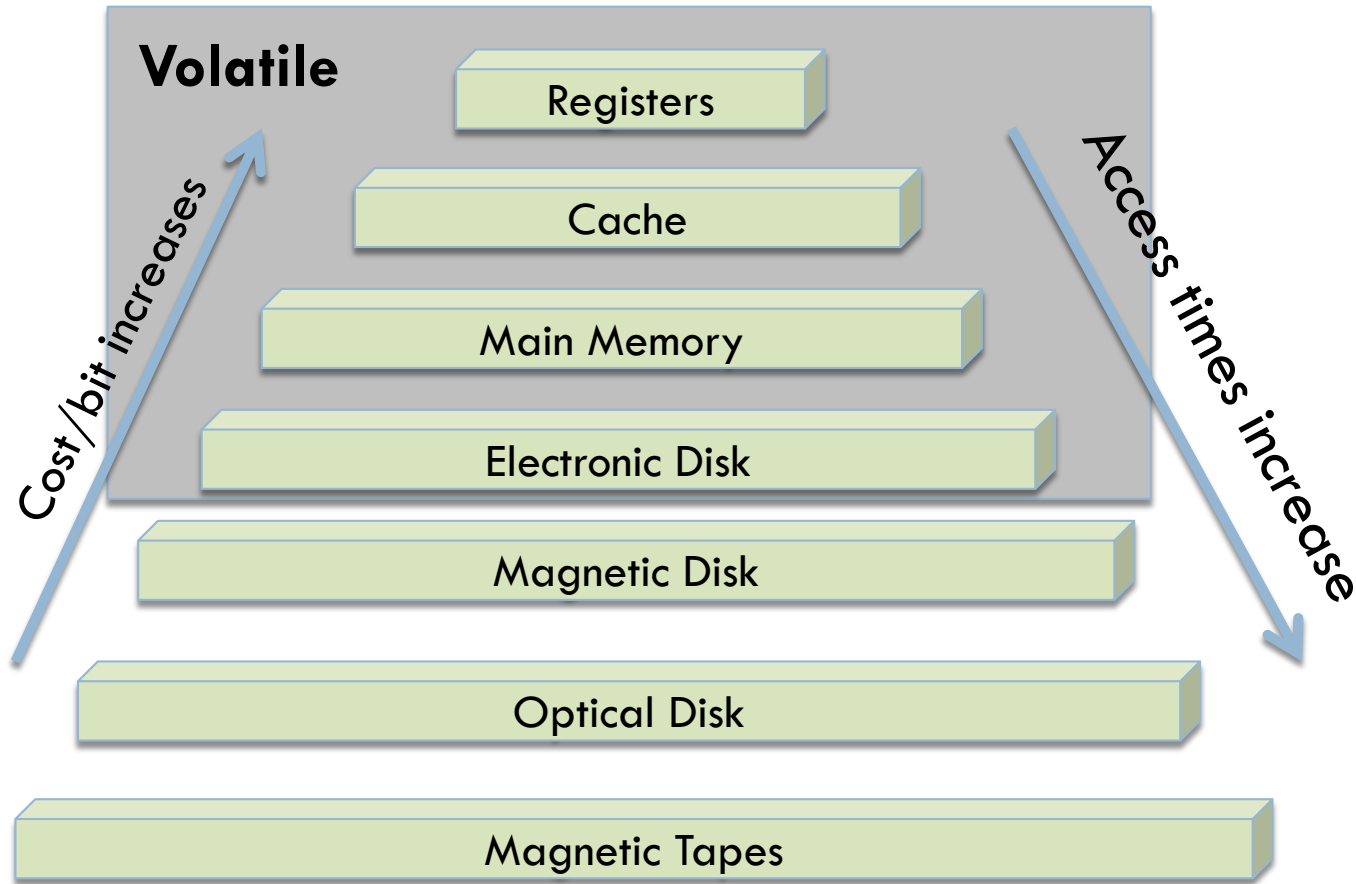 Volatile
Registers
Cache
Main Memory
Electronic Disk
Magnetic Disk
Optical Disk
Magnetic Tapes
Cost/bit increases
Access times increase